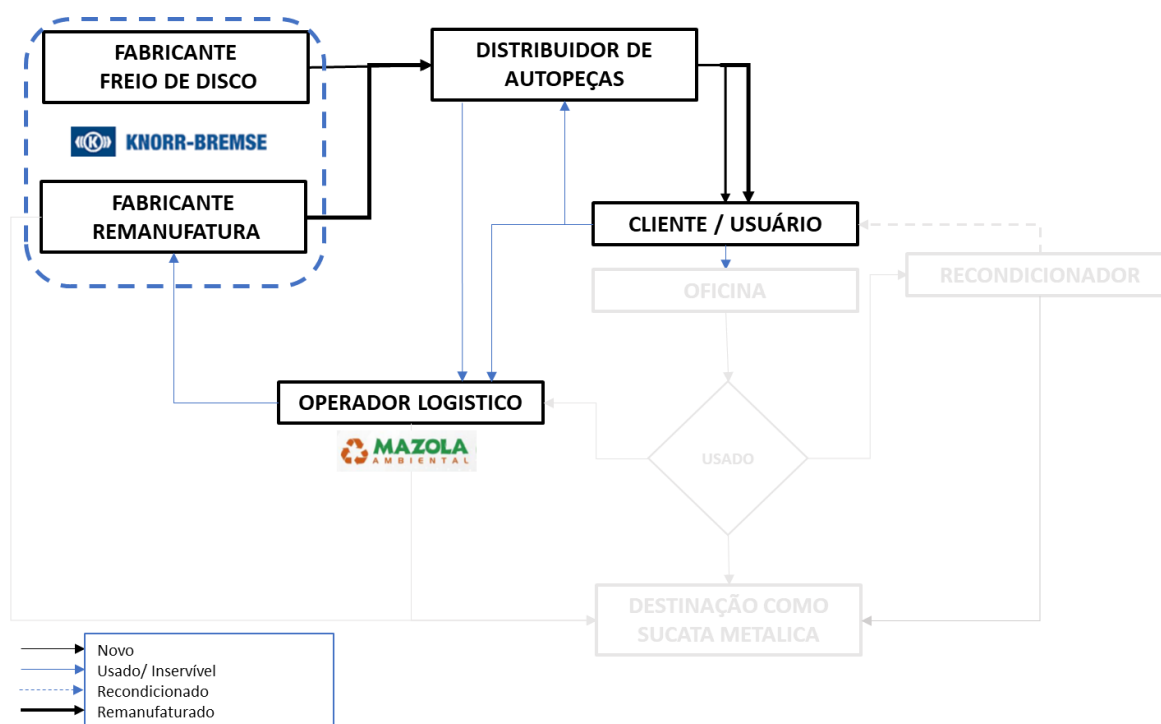 FABRICANTE
FREIO DE DISCO
DISTRIBUIDOR DE
AUTOPEÇAS
KNORR-BREMSE
FABRICANTE
REMANUFATURA
CLIENTE / USUÁRIO
OFICINA
RECONDICIONADOR
OPERADOR LOGISTICO
MAZOLA
AMBIENTAL
USADO
DESTINAÇÃO COMO
SUCATA METALICA
Novo
Usado/ Inservível
Recondicionado
Remanufaturado